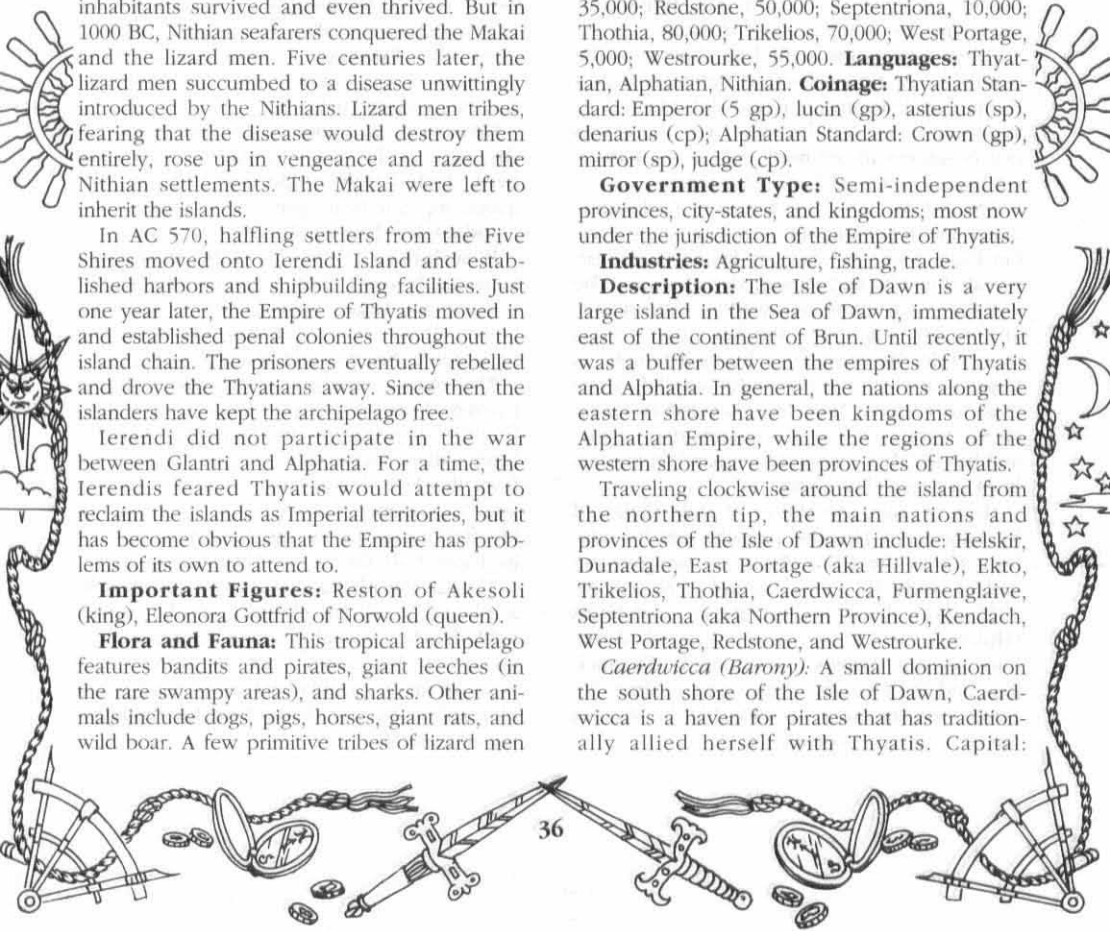 inhabitants survived and even thrived. But in
1000 BC, Nithian seafarers conquered the Makai
and the lizard men. Five centuries later, the
lizard men succumbed to a disease unwittingly
introduced by the Nithians. Lizard men tribes,
fearing that the disease would destroy them
entirely, rose up in vengeance and razed the
Nithian settlements. The Makai were left to
inherit the islands.
In AC 570, halfling settlers from the Five
Shires moved onto Ierendi Island and estab-
lished harbors and shipbuilding facilities. Just
one year later, the Empire of Thyatis moved in
and established penal colonies throughout the
island chain. The prisoners eventually rebelled
and drove the Thyatians away. Since then the
islanders have kept the archipelago free.
Ierendi did not participate in the war
between Glantri and Alphatia. For a time, the
Ierendis feared Thyatis would attempt to
reclaim the islands as Imperial territories, but it
has become obvious that the Empire has prob-
lems of its own to attend to.
Important Figures: Reston of Akesoli
(king), Eleonora Gottfrid of Norwold (queen).
Flora and Fauna: This tropical archipelago
features bandits and pirates, giant leeches (in
the rare swampy areas), and sharks. Other ani-
mals include dogs, pigs, horses, giant rats, and
wild boar. A few primitive tribes of lizard men
35,000; Redstone, 50,000; Septentriona, 10,000;
Thothia, 80,000; Trikelios, 70,000; West Portage,
5,000; Westrourke, 55,000. Languages: Thyat-
ian, Alphatian, Nithian. Coinage: Thyatian Stan-
dard: Emperor (5 gp), lucin (gp), asterius (sp),
denarius (cp); Alphatian Standard: Crown (gp),
mirror (sp), judge (cp).
Government Type: Semi-independent
provinces, city-states, and kingdoms; most now
under the jurisdiction of the Empire of Thyatis.
Industries: Agriculture, fishing, trade.
Description: The Isle of Dawn is a very
large island in the Sea of Dawn, immediately
east of the continent of Brun. Until recently, it
was a buffer between the empires of Thyatis
and Alphatia. In general, the nations along the
eastern shore have been kingdoms of the
Alphatian Empire, while the regions of the
western shore have been provinces of Thyatis.
Traveling clockwise around the island from
the northern tip, the main nations and
provinces of the Isle of Dawn include: Helskir,
Dunadale, East Portage (aka Hillvale), Ekto,
Trikelios, Thothia, Caerdwicca, Furmenglaive,
Septentriona (aka Northern Province), Kendach,
West Portage, Redstone, and Westrourke.
Caerdwicca (Barony): A small dominion on
the south shore of the Isle of Dawn, Caerd-
wicca is a haven for pirates that has tradition-
ally allied herself with Thyatis. Capital:
36